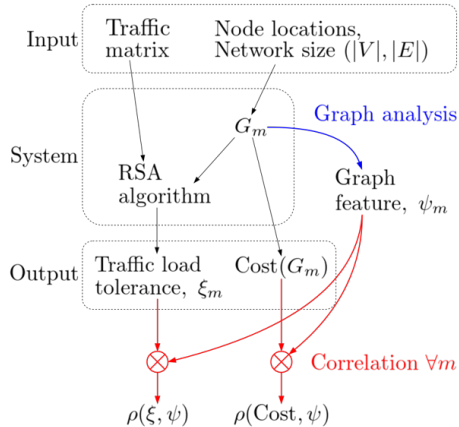 Input
Traffic
matrix
Node locations,
Network size (|V|, |E|)
System
G_m
Graph analysis
RSA
algorithm
Graph
feature, ψ_m
Output
Traffic load
tolerance, ξ_m
Cost(G_m)
Correlation ∀m
ρ(ξ, ψ)
ρ(Cost, ψ)